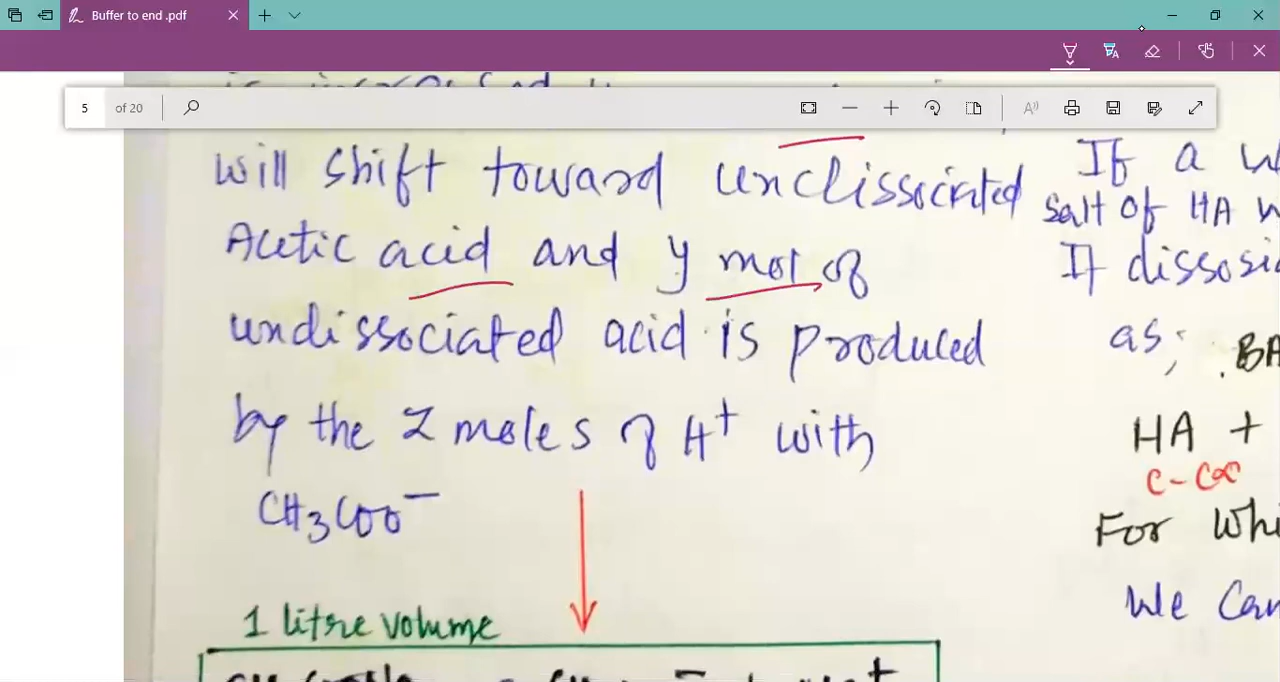 Buffer to end .pdf
5 of 20
will shift toward undissociated
Acetic acid and y mol of
undissociated acid is produced
by the z moles of H+ with
CH3COO−
1 litre volume
If a
salt of HA
If dissosi
as;
HA +
C-Cα
For Whi
We Can